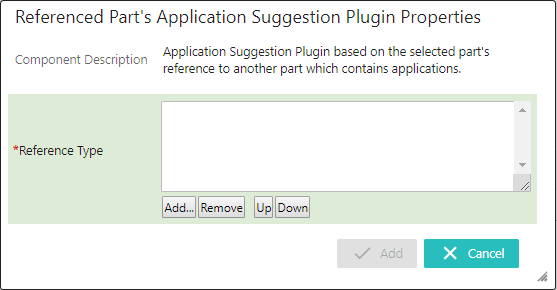 Referenced Part's Application Suggestion Plugin Properties
Component Description
Application Suggestion Plugin based on the selected part's
reference to another part which contains applications.
*Reference Type
Add... Remove Up Down
Add Cancel